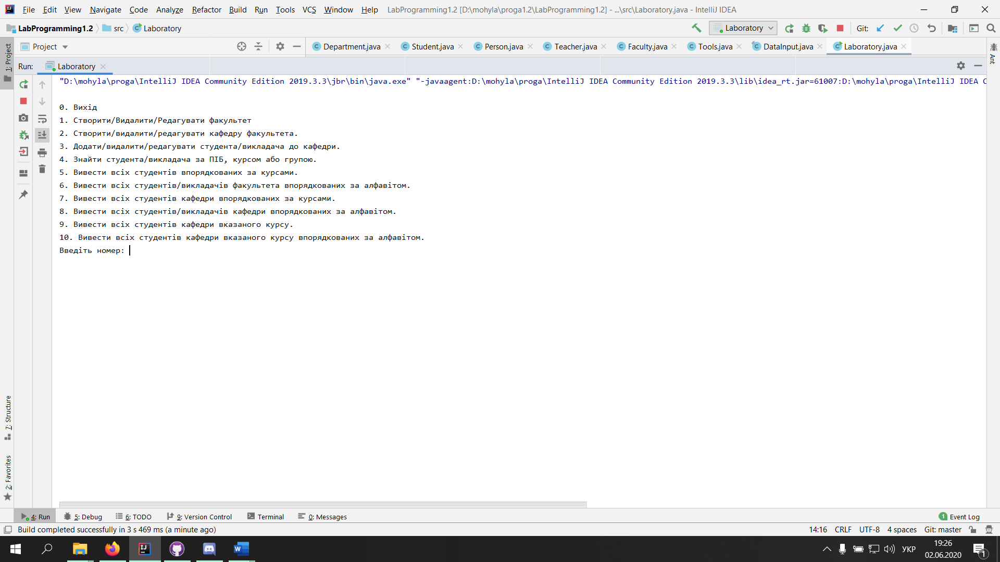 File Edit View Navigate Code Analyze Refactor Build Run Tools VCS Window Help LabProgramming1.2 [D:\mohyla\proga1.2\LabProgramming1.2] - ...\src\Laboratory.java - IntelliJ IDEA
LabProgramming1.2 src Laboratory Laboratory Git:
1: Project Project Department.java Student.java Person.java Teacher.java Faculty.java Tools.java DataInput.java Laboratory.java Ant
Run: Laboratory
"D:\mohyla\proga\IntelliJ IDEA Community Edition 2019.3.3\jbr\bin\java.exe" "-javaagent:D:\mohyla\proga\IntelliJ IDEA Community Edition 2019.3.3\lib\idea_rt.jar=61007:D:\mohyla\proga\IntelliJ IDEA C
0. Вихід
1. Створити/Видалити/Редагувати факультет
2. Створити/видалити/редагувати кафедру факультета.
3. Додати/видалити/редагувати студента/викладача до кафедри.
4. Знайти студента/викладача за ПІБ, курсом або групою.
5. Вивести всіх студентів впорядкованих за курсами.
6. Вивести всіх студентів/викладачів факультета впорядкованих за алфавітом.
7. Вивести всіх студентів кафедри впорядкованих за курсами.
8. Вивести всіх студентів/викладачів кафедри впорядкованих за алфавітом.
9. Вивести всіх студентів кафедри вказаного курсу.
10. Вивести всіх студентів кафедри вказаного курсу впорядкованих за алфавітом.
Введіть номер:
7: Structure
2: Favorites
4: Run 5: Debug 6: TODO 9: Version Control Terminal 0: Messages 1 Event Log
Build completed successfully in 3 s 469 ms (a minute ago) 14:16 CRLF UTF-8 4 spaces Git: master
УКР 19:26
02.06.2020 1